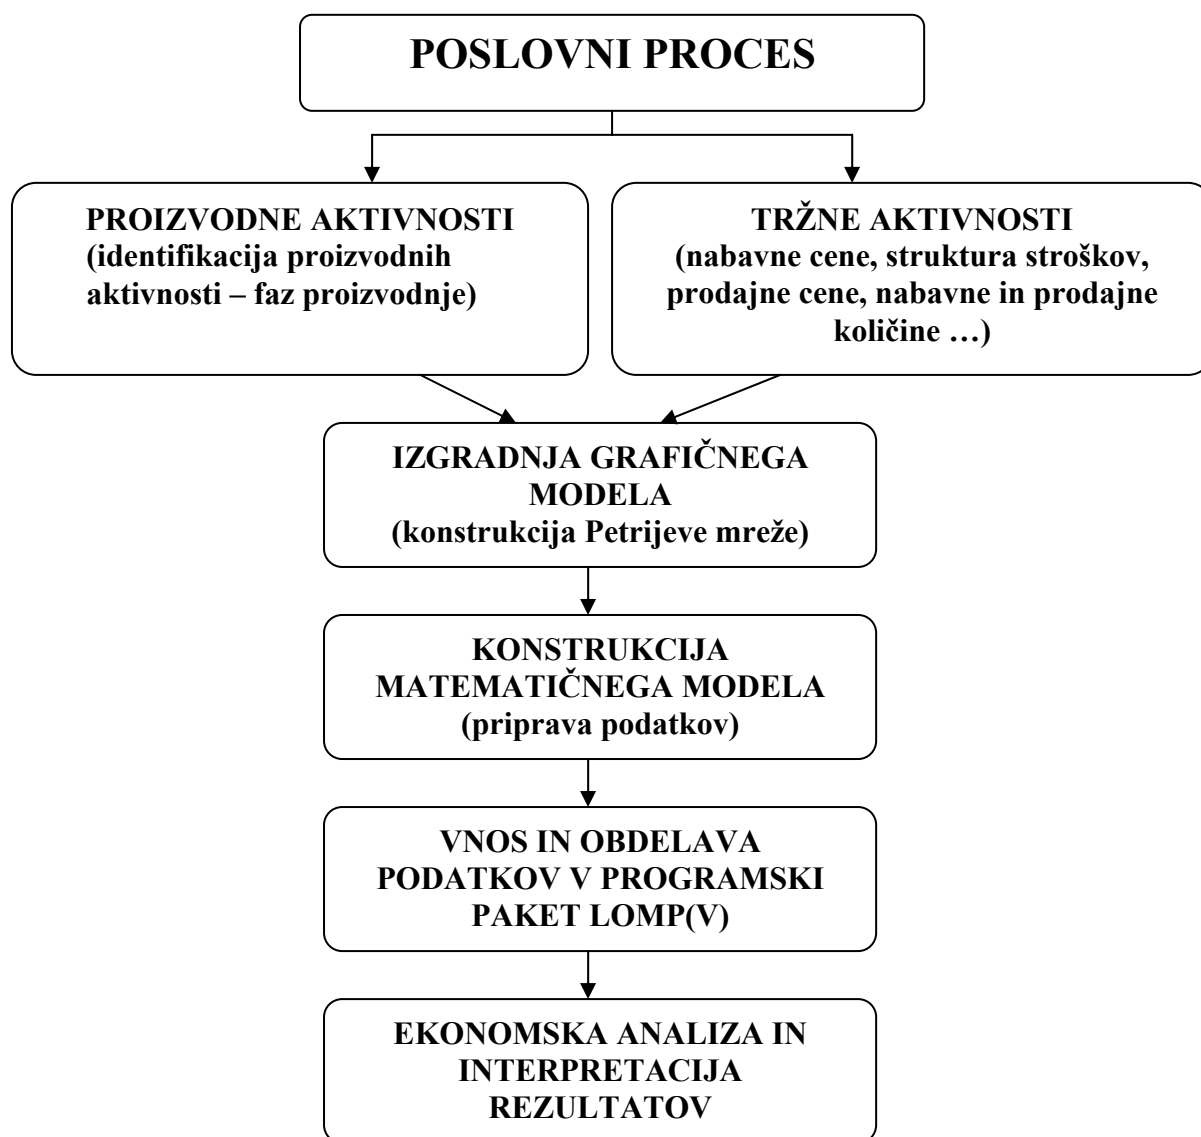 POSLOVNI PROCES
PROIZVODNE AKTIVNOSTI
(identifikacija proizvodnih
aktivnosti – faz proizvodnje)
TRŽNE AKTIVNOSTI
(nabavne cene, struktura stroškov,
prodajne cene, nabavne in prodajne
količine …)
IZGRADNJA GRAFIČNEGA
MODELA
(konstrukcija Petrijeve mreže)
KONSTRUKCIJA
MATEMATIČNEGA MODELA
(priprava podatkov)
VNOS IN OBDELAVA
PODATKOV V PROGRAMSKI
PAKET LOMP(V)
EKONOMSKA ANALIZA IN
INTERPRETACIJA
REZULTATOV